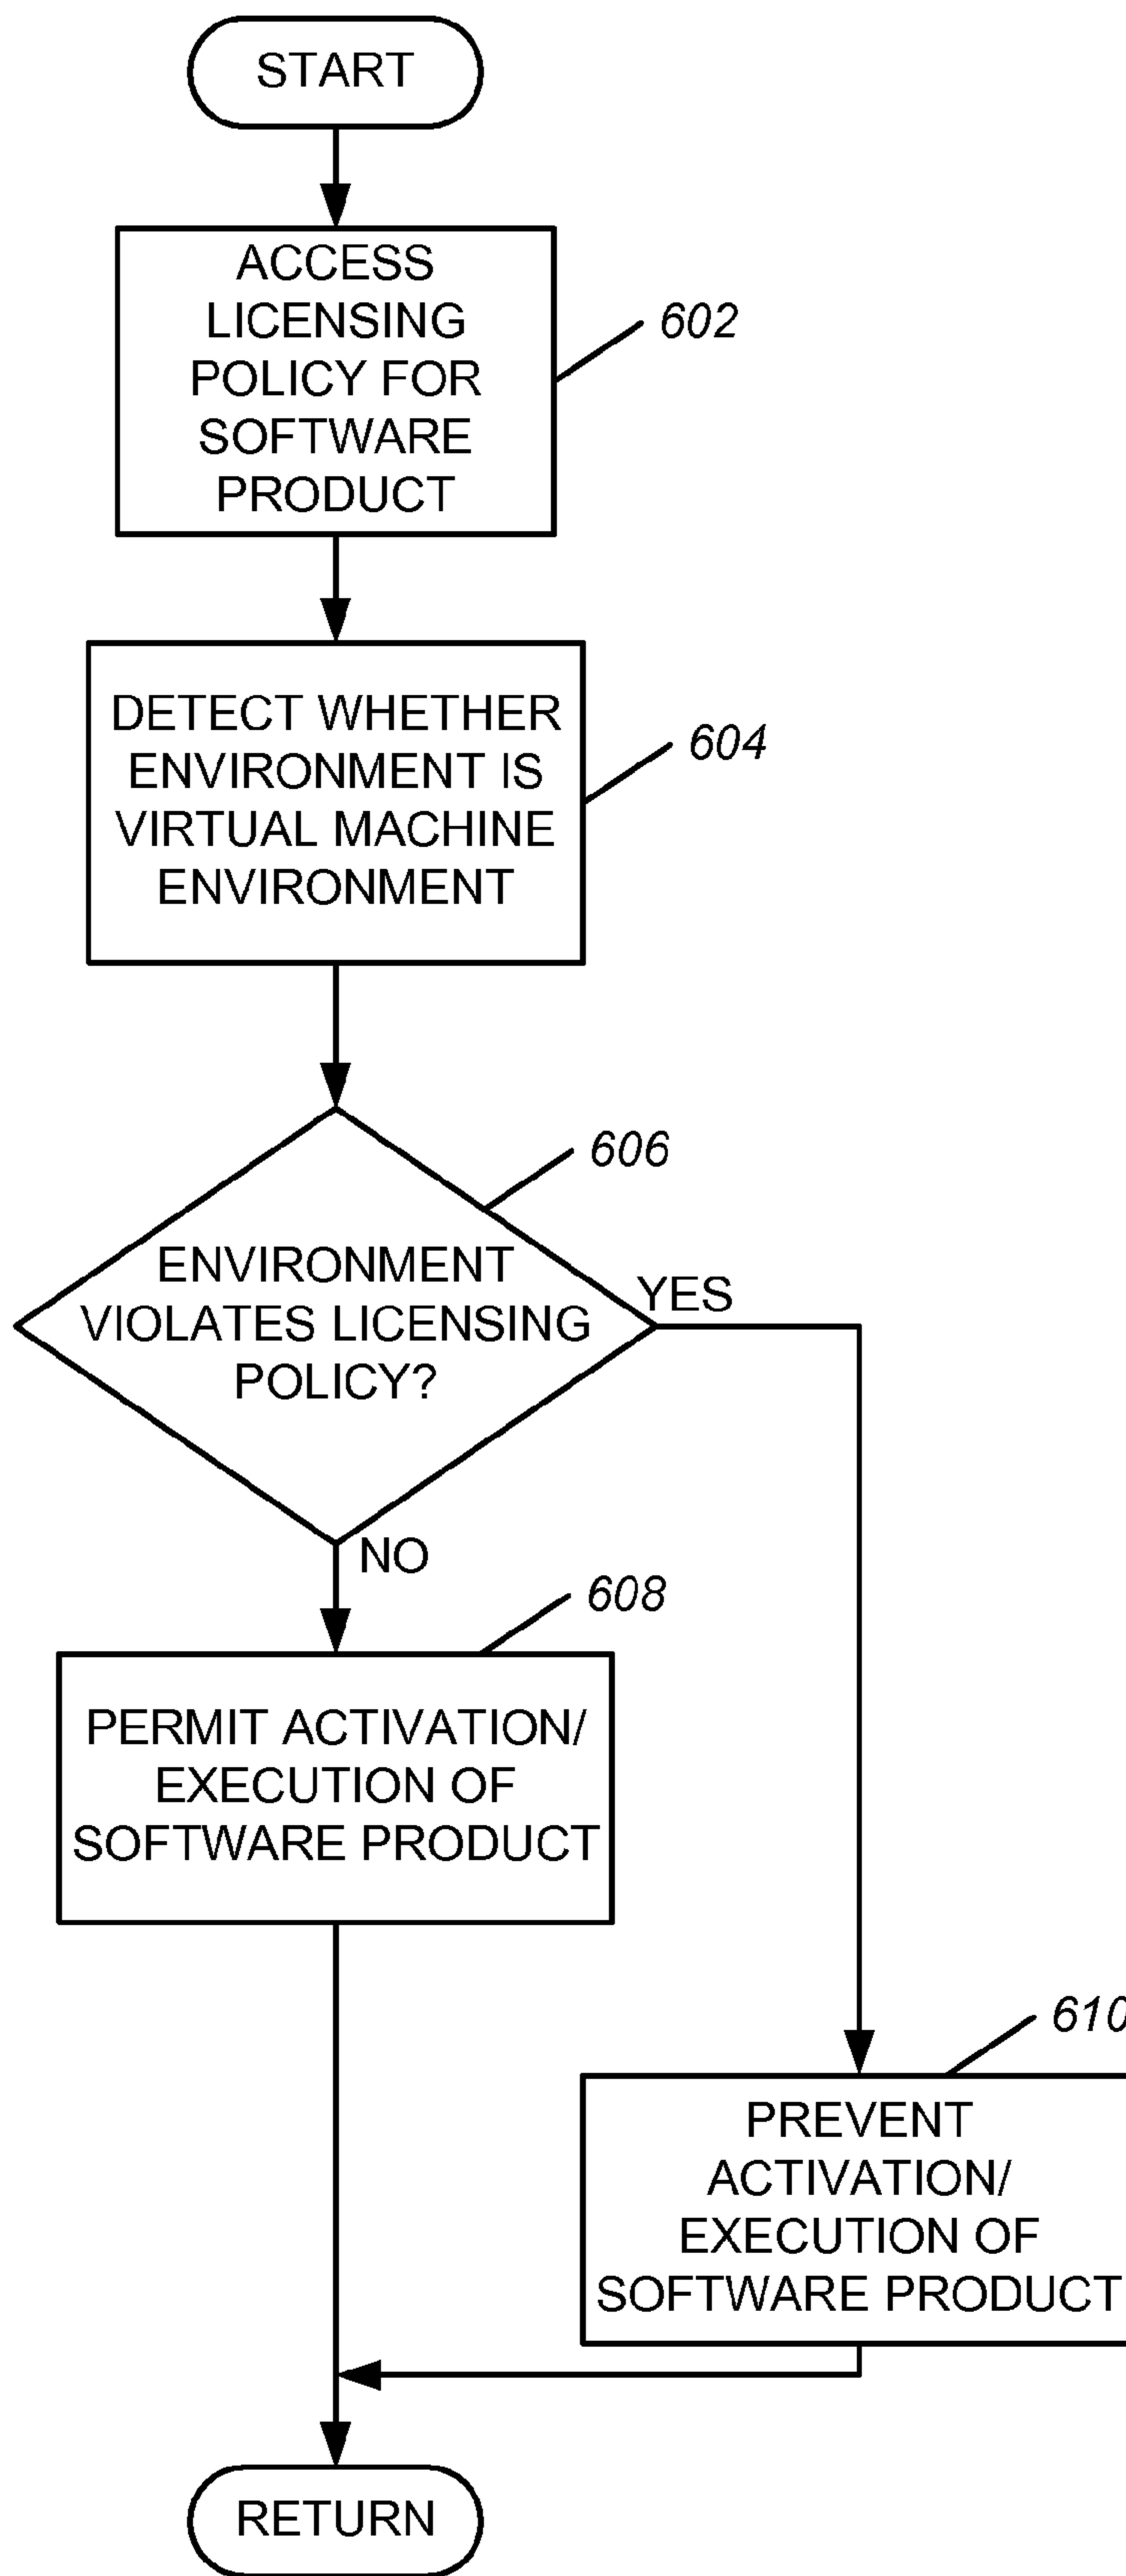 START
ACCESS
LICENSING
POLICY FOR
SOFTWARE
PRODUCT
602
DETECT WHETHER
ENVIRONMENT IS
VIRTUAL MACHINE
ENVIRONMENT
604
606
ENVIRONMENT
VIOLATES LICENSING
POLICY?
YES
NO
608
PERMIT ACTIVATION/
EXECUTION OF
SOFTWARE PRODUCT
610
PREVENT
ACTIVATION/
EXECUTION OF
SOFTWARE PRODUCT
RETURN